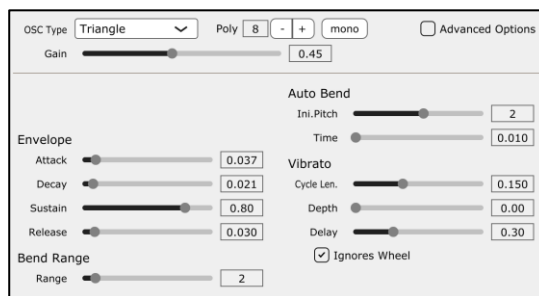 OSC Type Triangle Poly 8 - + mono Advanced Options
Gain 0.45
Auto Bend
Ini.Pitch 2
Time 0.010
Envelope
Attack 0.037
Decay 0.021
Sustain 0.80
Release 0.030
Bend Range
Range 2
Vibrato
Cycle Len. 0.150
Depth 0.00
Delay 0.30
Ignores Wheel